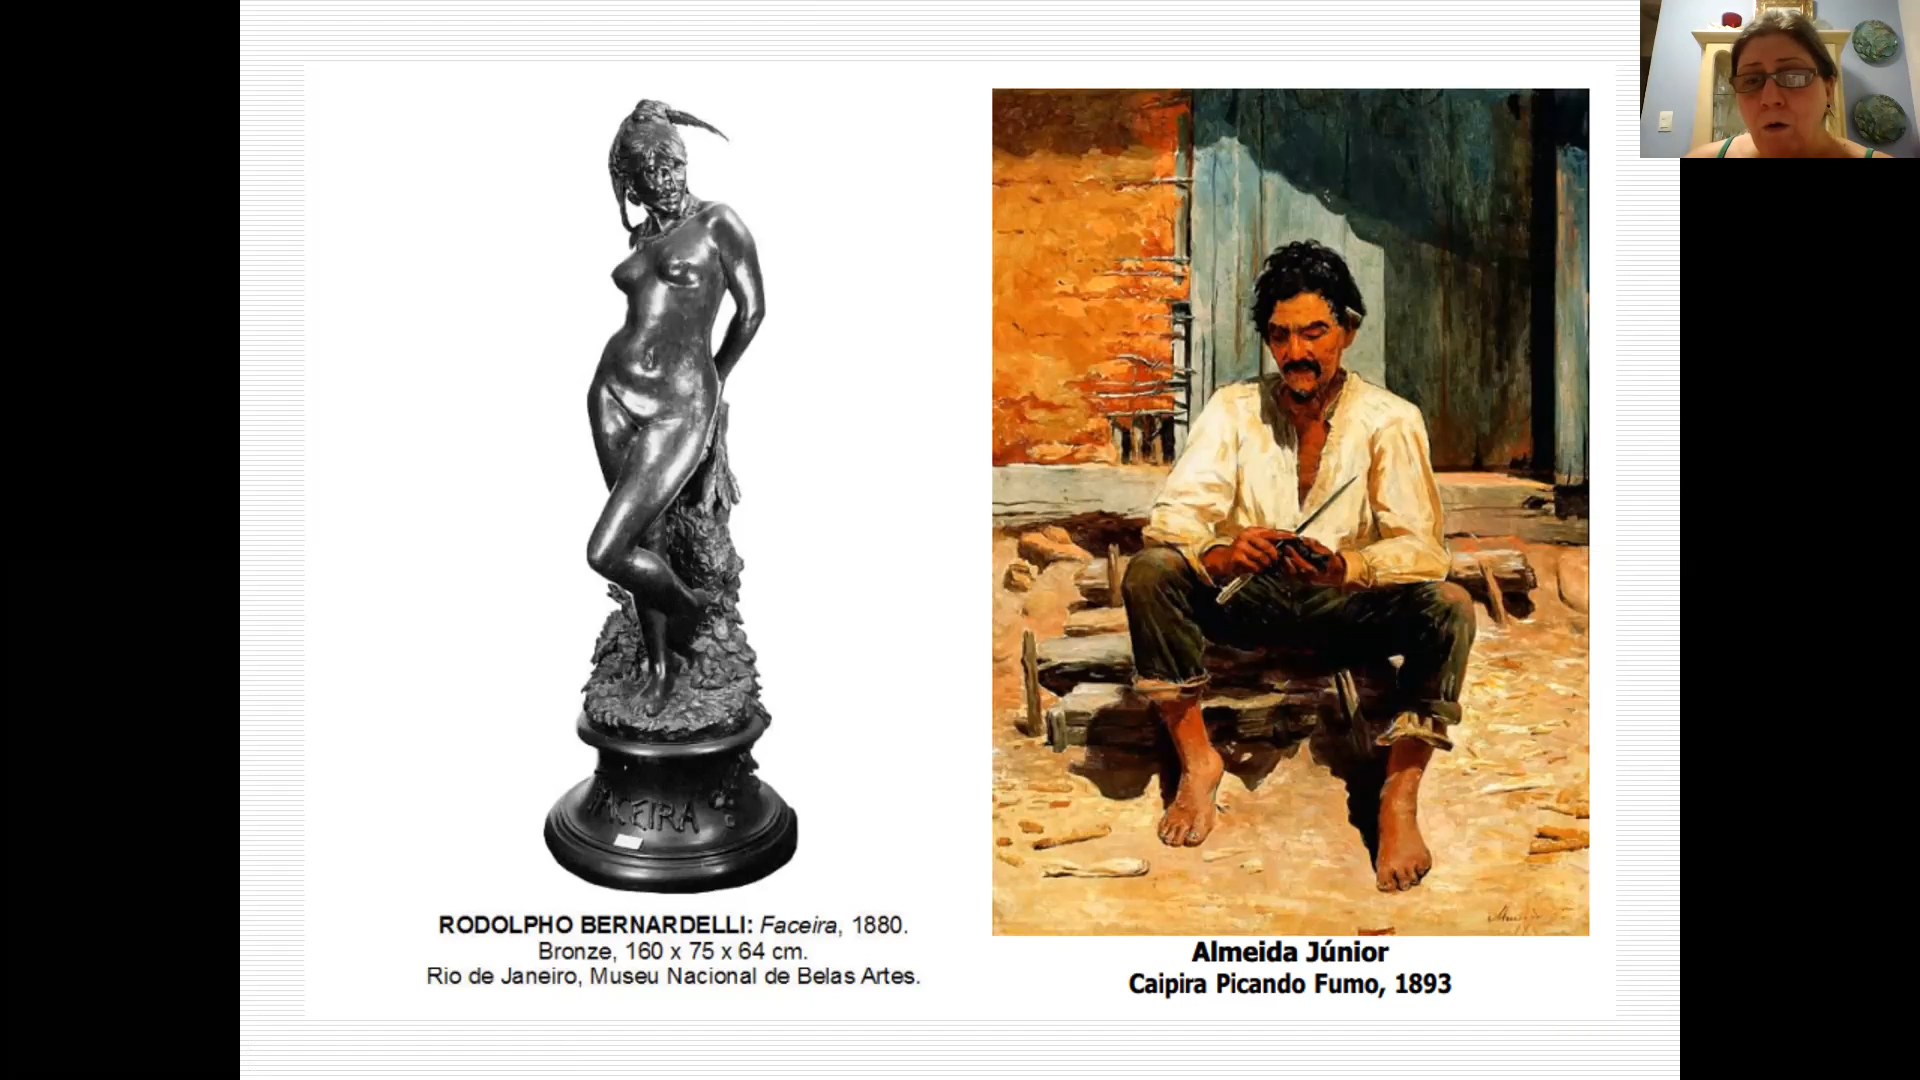 FACEIRA
RODOLPHO BERNARDELLI: Faceira, 1880.
Bronze, 160 x 75 x 64 cm.
Rio de Janeiro, Museu Nacional de Belas Artes.
Almeida Júnior
Caipira Picando Fumo, 1893